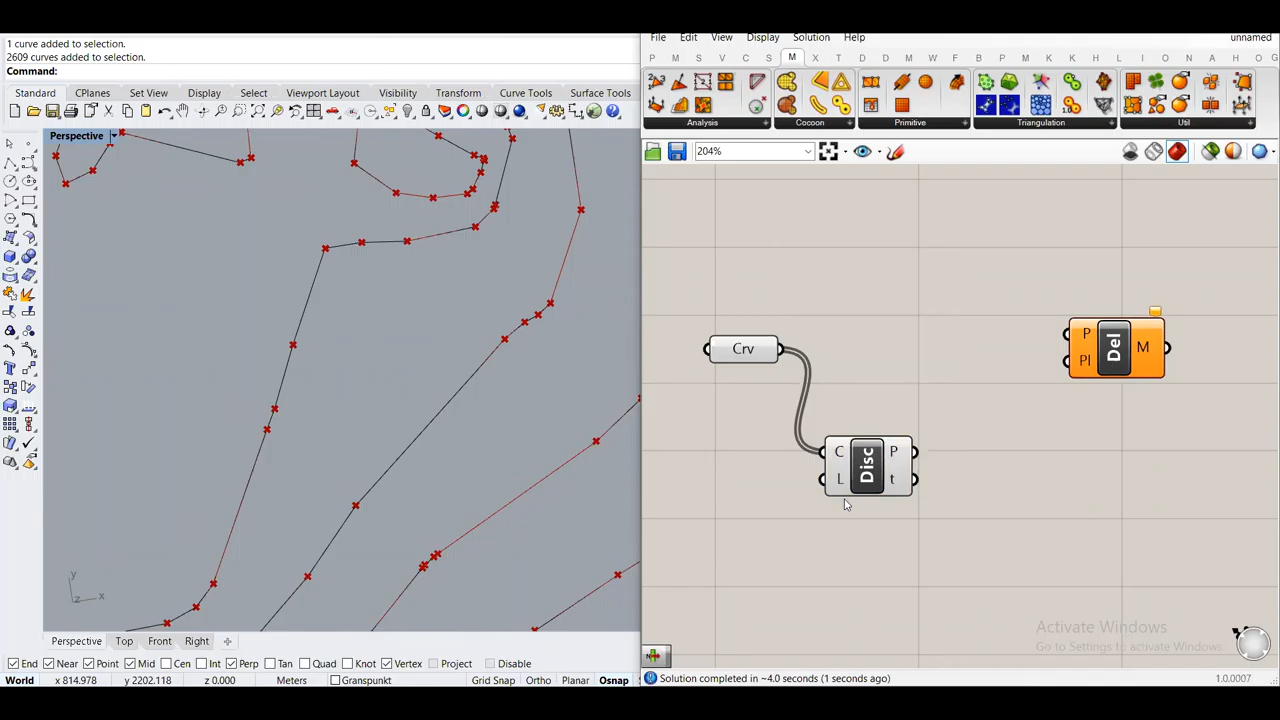 1 curve added to selection.
2609 curves added to selection.
Command:
Standard CPlanes Set View Display Select Viewport Layout Visibility Transform Curve Tools Surface Tools
Perspective
y
z x
Perspective Top Front Right
End Near Point Mid Cen Int Perp Tan Quad Knot Vertex Project Disable
World x 814.978 y 2202.118 z 0.000 Meters Granspunkt Grid Snap Ortho Planar Osnap
File Edit View Display Solution Help unnamed
P M S V C S I M X T D M W F R B P K H L U I O N A H O G
Analysis Cocoon Primitive Triangulation Util
204%
Crv
C L Disc P t
P Pl Del M
Activate Windows
Go to Settings to activate Windows.
Solution completed in ~4.0 seconds (1 seconds ago) 1.0.0007